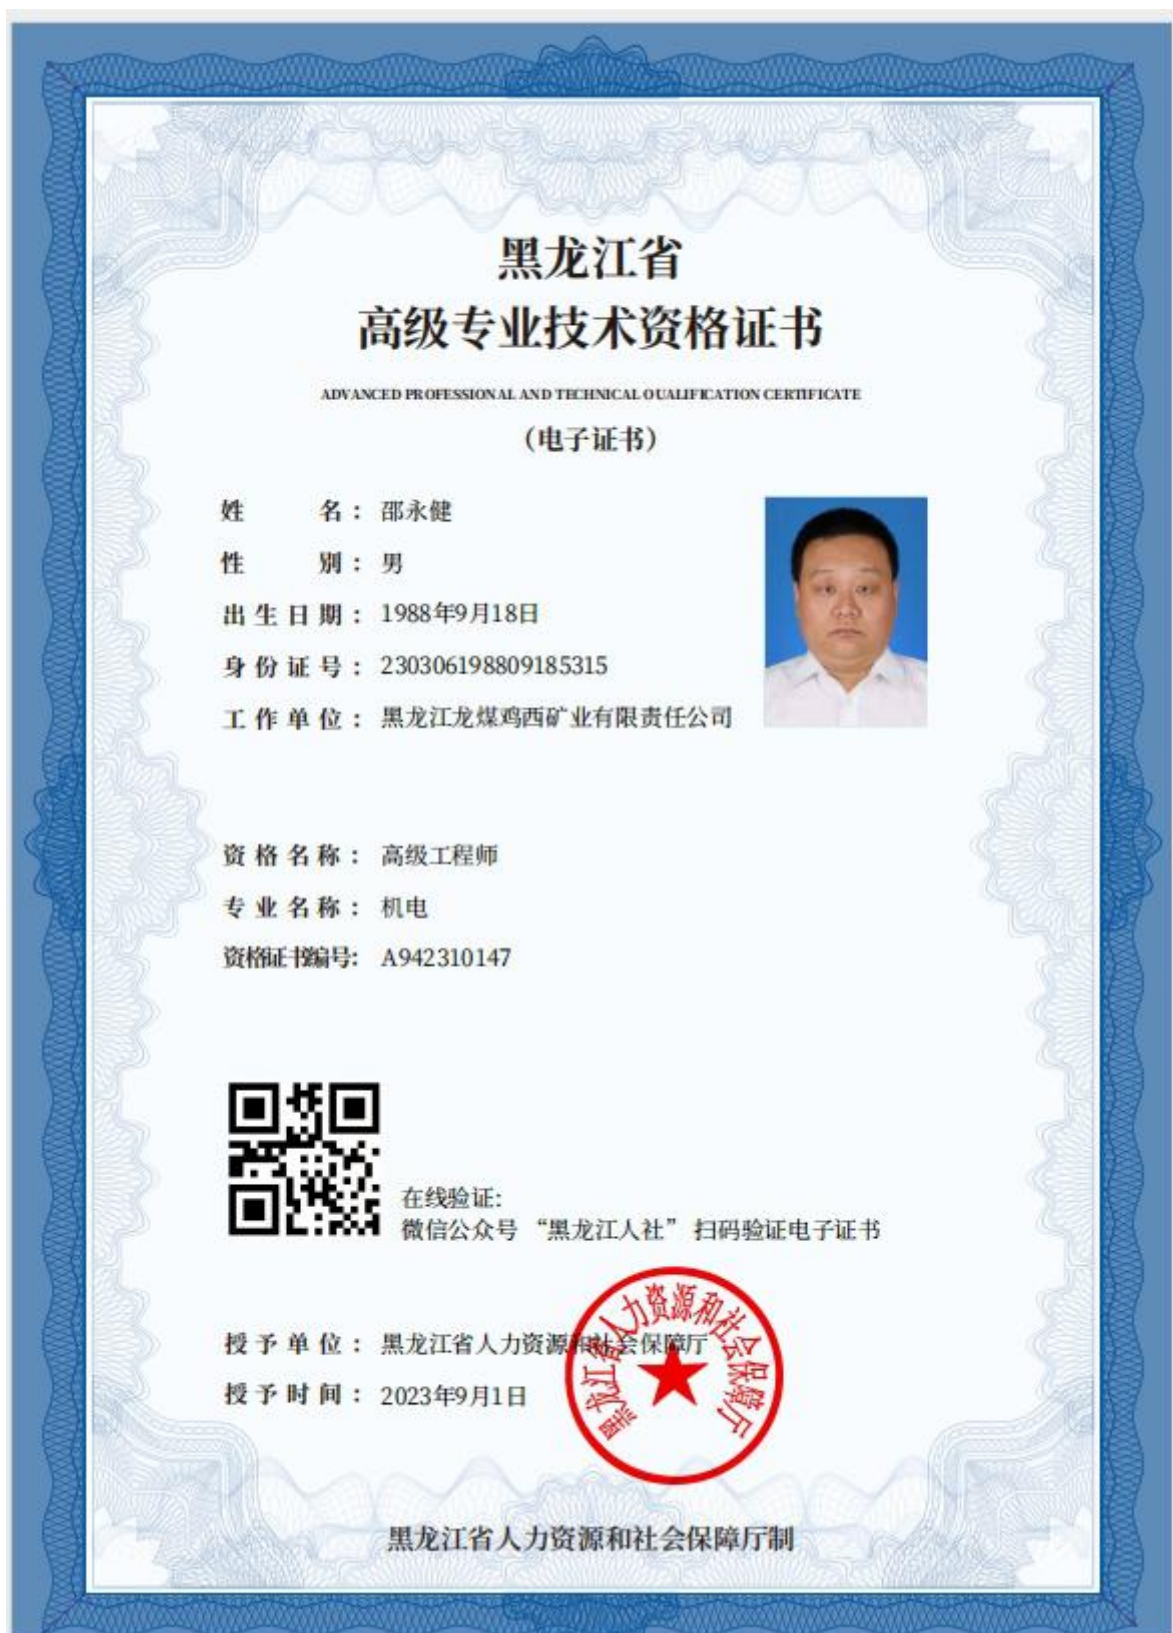 黑龙江省
高级专业技术资格证书
ADVANCED PROFESSIONAL AND TECHNICAL QUALIFICATION CERTIFICATE
（电子证书）
姓名：邵永健
性别：男
出生日期：1988年9月18日
身份证号：230306198809185315
工作单位：黑龙江龙煤鸡西矿业有限责任公司
资格名称：高级工程师
专业名称：机电
资格证书编号：A942310147
在线验证:
微信公众号“黑龙江人社”扫码验证电子证书
授予单位：黑龙江省人力资源和社会保障厅
授予时间：2023年9月1日
黑龙江省人力资源和社会保障厅
黑龙江省人力资源和社会保障厅制